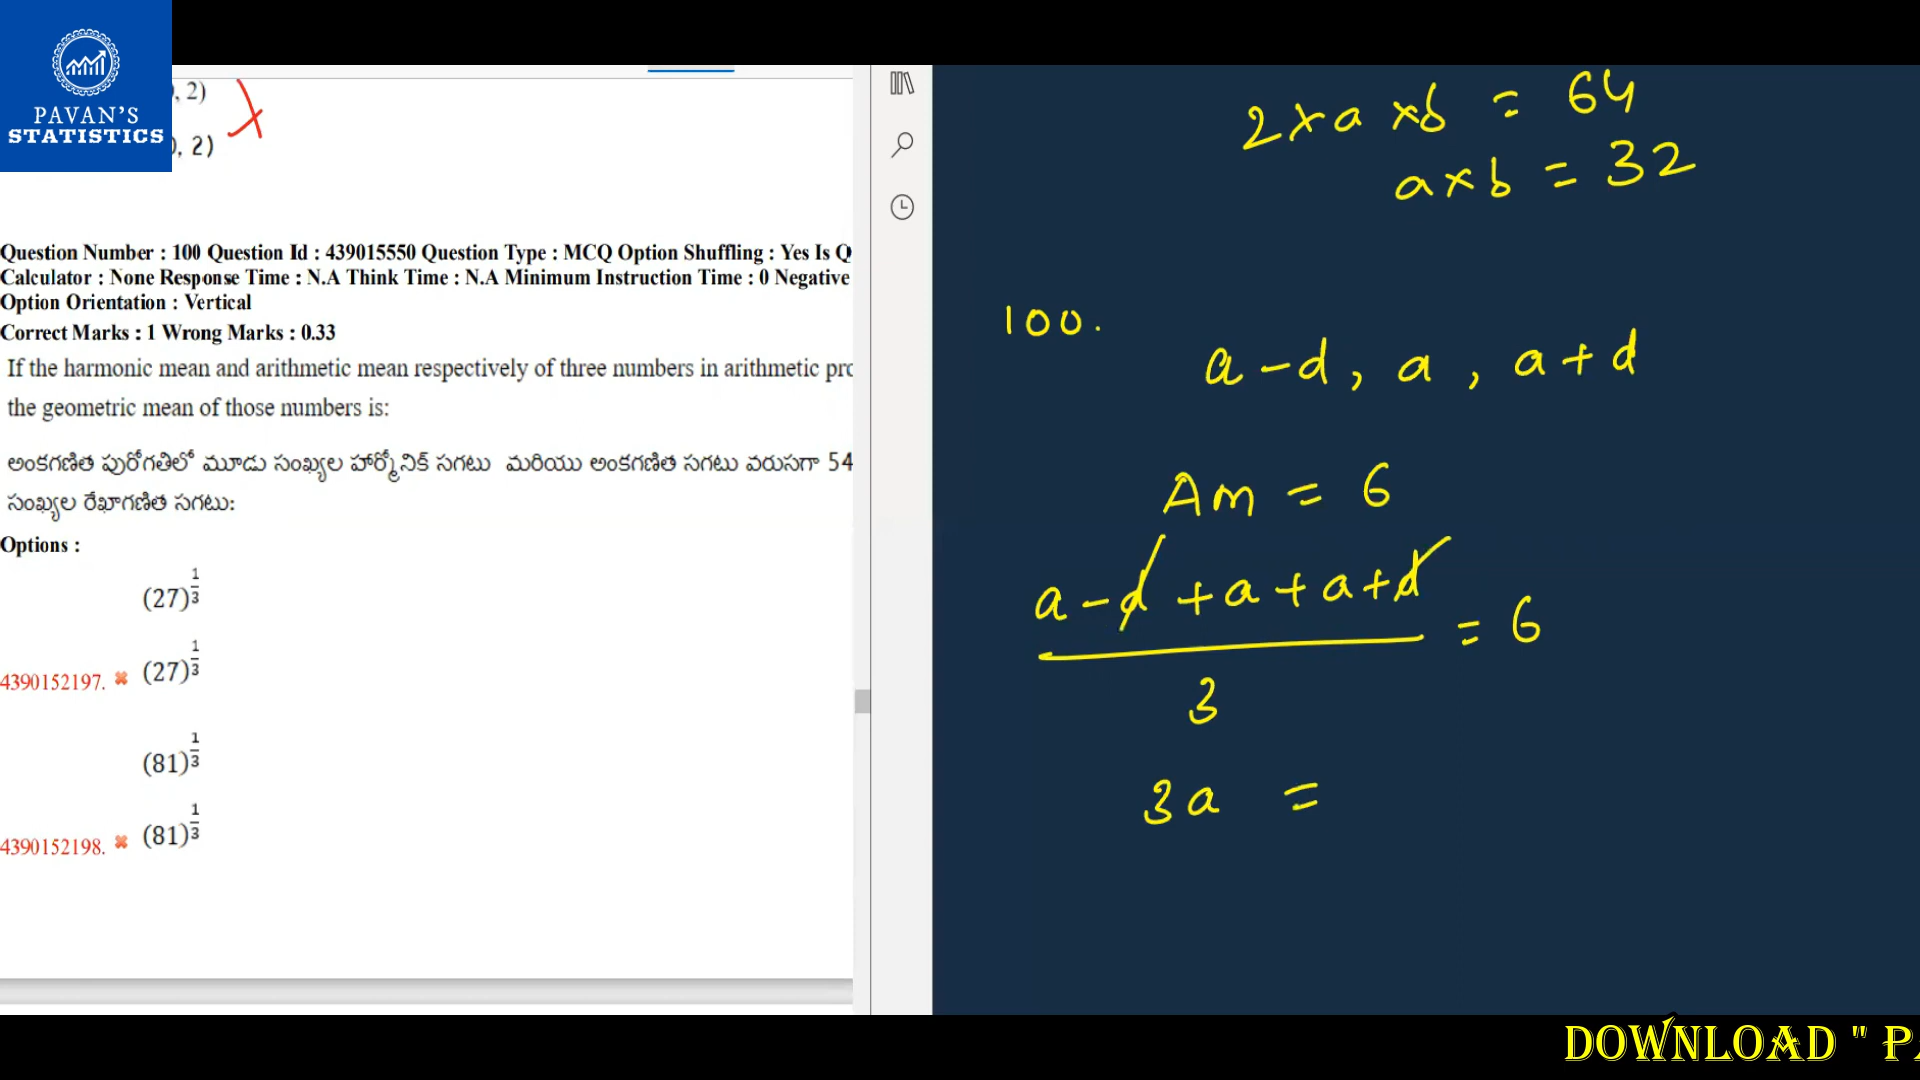 PAVAN'S
STATISTICS
, 2)
), 2)
Question Number : 100 Question Id : 439015550 Question Type : MCQ Option Shuffling : Yes Is Q
Calculator : None Response Time : N.A Think Time : N.A Minimum Instruction Time : 0 Negative
Option Orientation : Vertical
Correct Marks : 1 Wrong Marks : 0.33
If the harmonic mean and arithmetic mean respectively of three numbers in arithmetic pro
the geometric mean of those numbers is:
అంకగణిత పురోగతిలో మూడు సంఖ్యల హార్మోనిక్ సగటు మరియు అంకగణిత సగటు వరుసగా 54
సంఖ్యల రేఖాగణిత సగటు:
Options :
(27)^{1/3}
4390152197. ✖ (27)^{1/3}
(81)^{1/3}
4390152198. ✖ (81)^{1/3}
2 × a × b = 64
a × b = 32
100.
a - d , a , a + d
Am = 6
a - d + a + a + d
= 6
3
3a =
DOWNLOAD " P